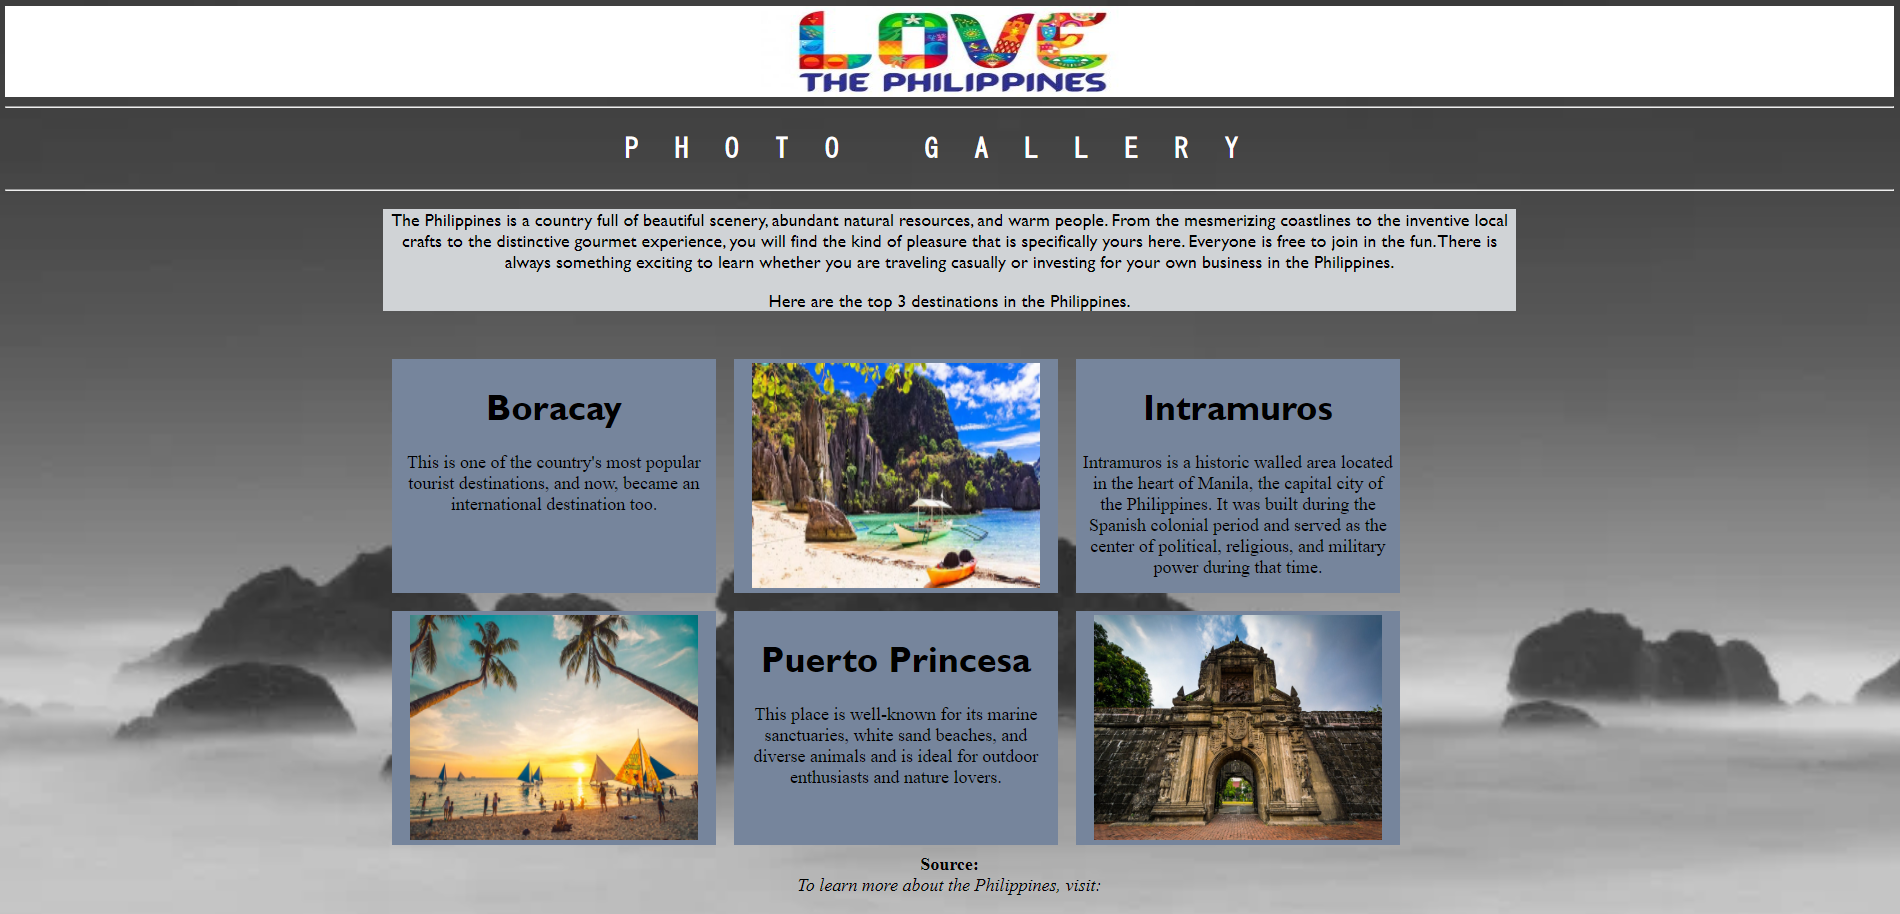 LOVE
THE PHILIPPINES
PHOTO GALLERY
The Philippines is a country full of beautiful scenery, abundant natural resources, and warm people. From the mesmerizing coastlines to the inventive local
crafts to the distinctive gourmet experience, you will find the kind of pleasure that is specifically yours here. Everyone is free to join in the fun. There is
always something exciting to learn whether you are traveling casually or investing for your own business in the Philippines.
Here are the top 3 destinations in the Philippines.
Boracay
This is one of the country's most popular
tourist destinations, and now, became an
international destination too.
Intramuros
Intramuros is a historic walled area located
in the heart of Manila, the capital city of
the Philippines. It was built during the
Spanish colonial period and served as the
center of political, religious, and military
power during that time.
Puerto Princesa
This place is well-known for its marine
sanctuaries, white sand beaches, and
diverse animals and is ideal for outdoor
enthusiasts and nature lovers.
Source:
To learn more about the Philippines, visit: